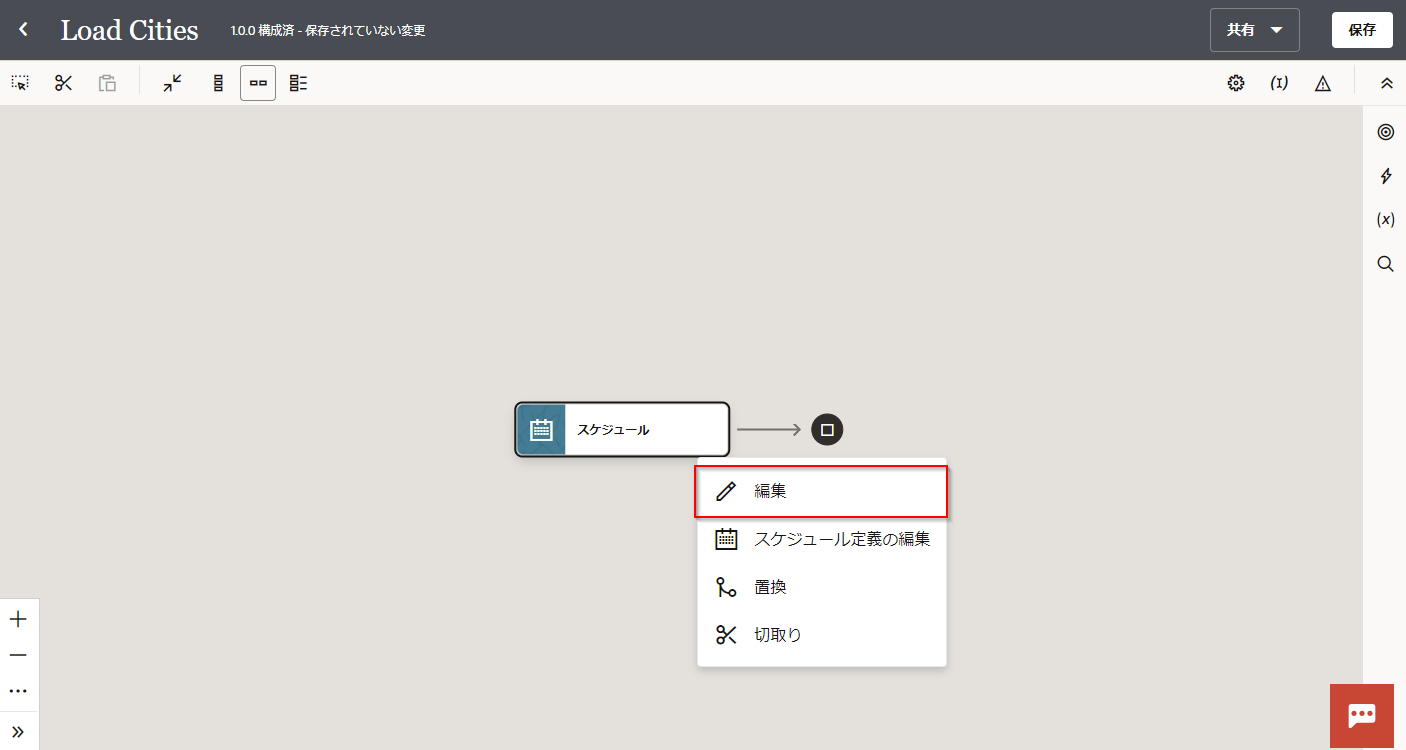 Load Cities
1.0.0 構成済 - 保存されていない変更
共有
保存
(I)
(x)
スケジュール
編集
スケジュール定義の編集
置換
切取り